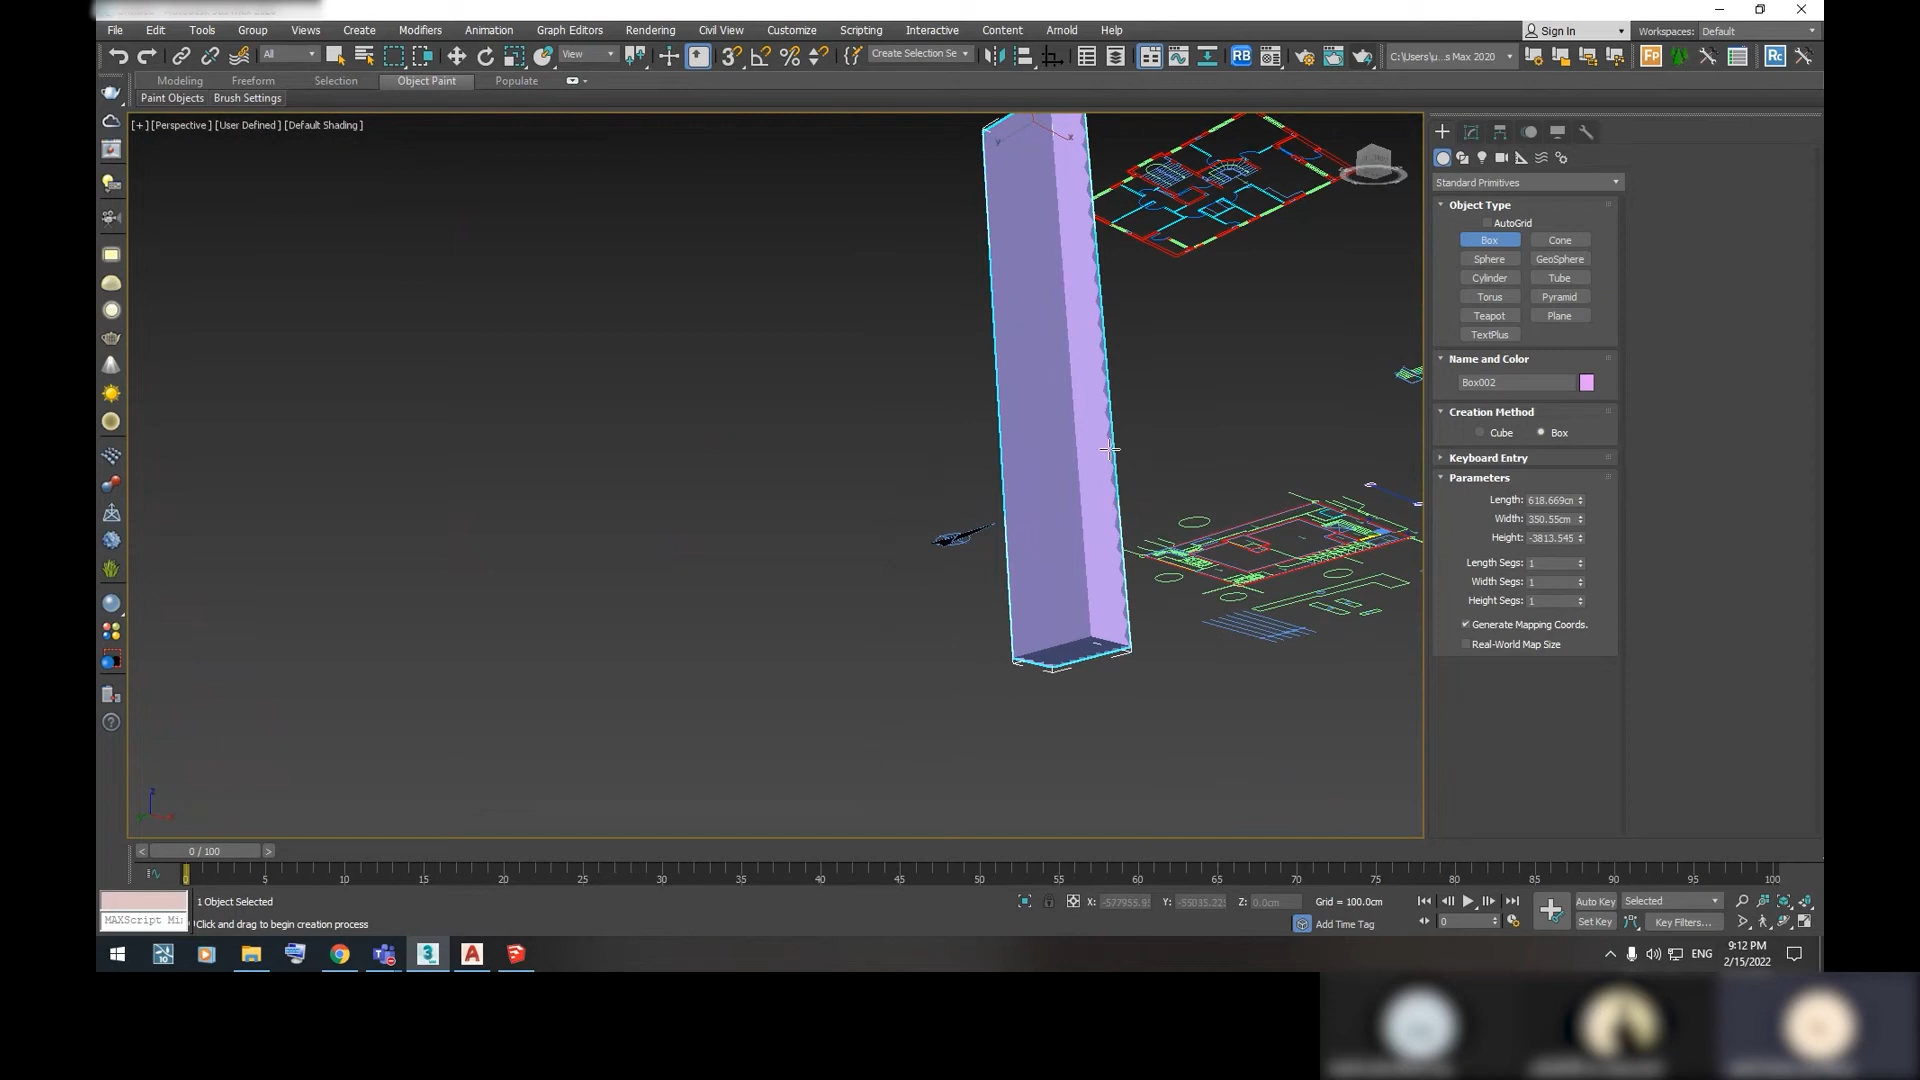 File Edit Tools Group Views Create Modifiers Animation Graph Editors Rendering Civil View Customize Scripting Interactive Content Arnold Help
Sign In Workspaces: Default
All View Create Selection Se C:\Users\u...s Max 2020
Modeling Freeform Selection Object Paint Populate
Paint Objects Brush Settings
[+] [Perspective] [User Defined] [Default Shading]
Standard Primitives
Object Type
AutoGrid
Box Cone
Sphere GeoSphere
Cylinder Tube
Torus Pyramid
Teapot Plane
TextPlus
Name and Color
Box002
Creation Method
Cube Box
Keyboard Entry
Parameters
Length: 618.669cm
Width: 350.55cm
Height: -3813.545
Length Segs: 1
Width Segs: 1
Height Segs: 1
Generate Mapping Coords.
Real-World Map Size
0 / 100
0 5 10 15 20 25 30 35 40 45 50 55 60 65 70 75 80 85 90 95 100
1 Object Selected
X: -577955.9 Y: -55035.22 Z: 0.0cm Grid = 100.0cm
Auto Key Selected
MAXScript Mi
Click and drag to begin creation process
Add Time Tag
0
Set Key Key Filters...
ENG
9:12 PM
2/15/2022